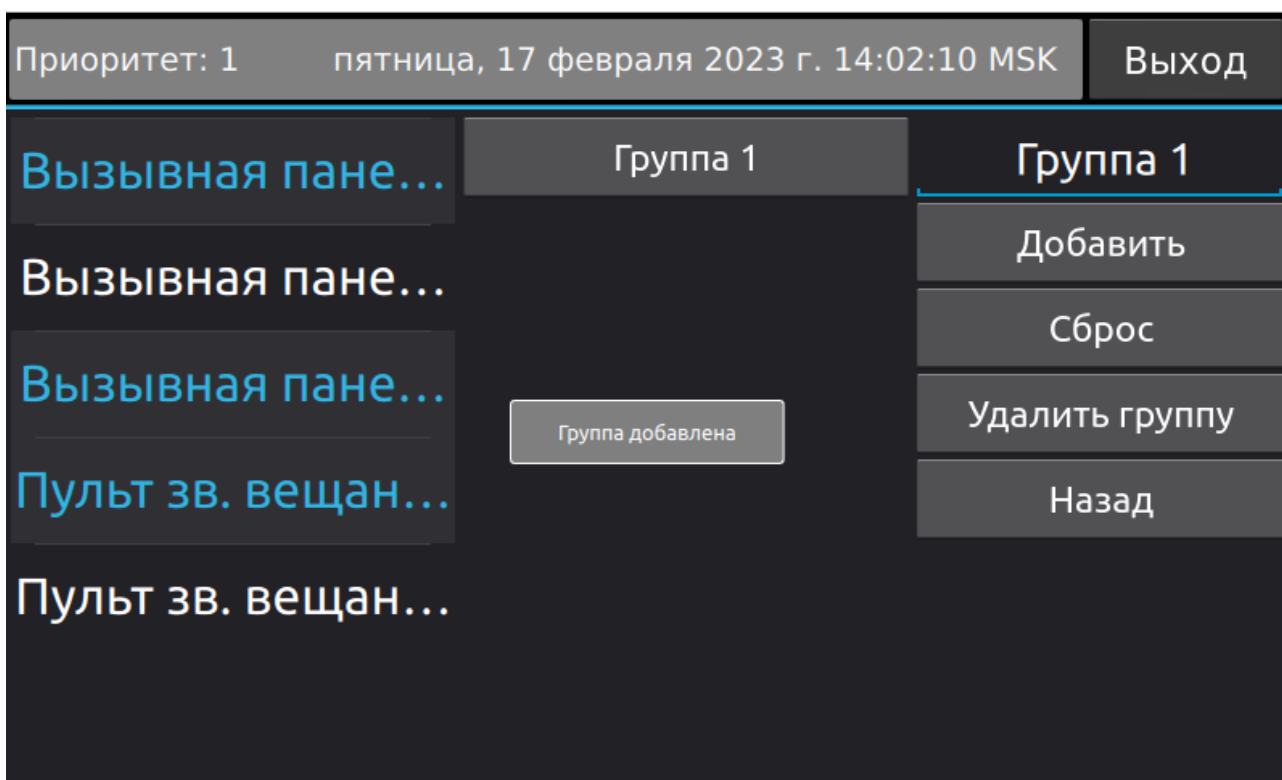 Приоритет: 1 пятница, 17 февраля 2023 г. 14:02:10 MSK Выход
Вызывная пане... Группа 1 Группа 1
Добавить
Вызывная пане...
Сброс
Вызывная пане...
Удалить группу
Группа добавлена
Пульт зв. вещан...
Назад
Пульт зв. вещан...